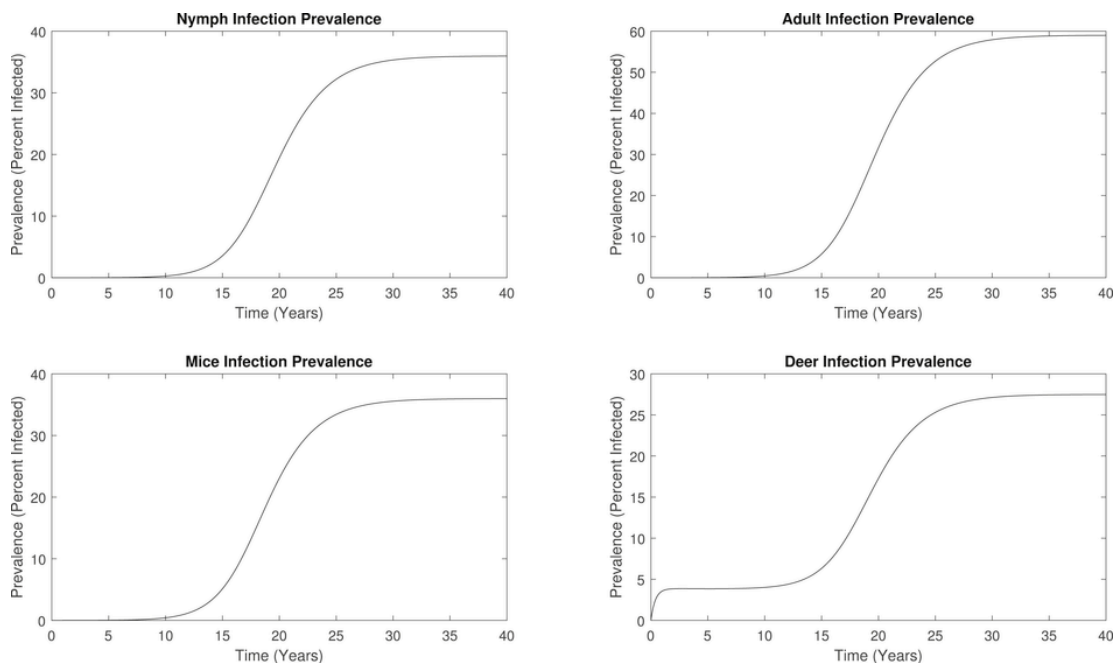 Nymph Infection Prevalence
Prevalence (Percent Infected)
40
30
20
10
0
0 5 10 15 20 25 30 35 40
Time (Years)
Adult Infection Prevalence
Prevalence (Percent Infected)
60
50
40
30
20
10
0
0 5 10 15 20 25 30 35 40
Time (Years)
Mice Infection Prevalence
Prevalence (Percent Infected)
40
30
20
10
0
0 5 10 15 20 25 30 35 40
Time (Years)
Deer Infection Prevalence
Prevalence (Percent Infected)
30
25
20
15
10
5
0
0 5 10 15 20 25 30 35 40
Time (Years)